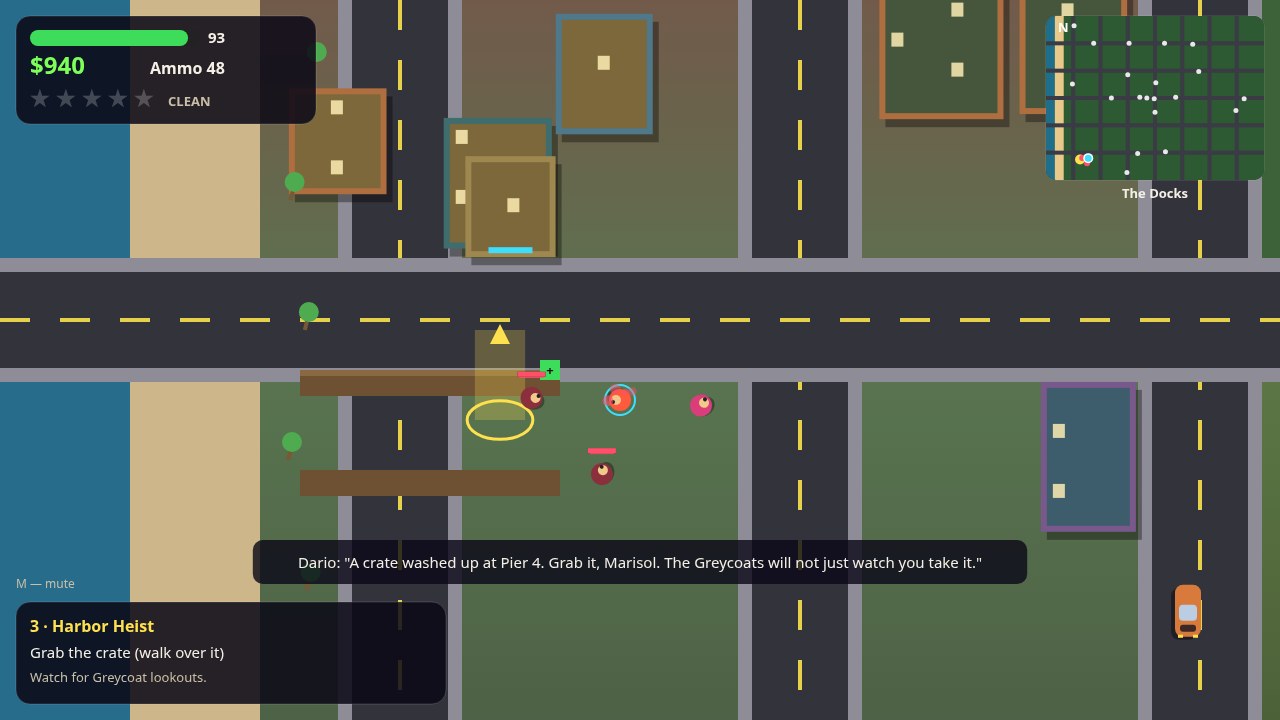 93
$940
Ammo 48
★★★★★ CLEAN
N
The Docks
+
Dario: "A crate washed up at Pier 4. Grab it, Marisol. The Greycoats will not just watch you take it."
M — mute
3 · Harbor Heist
Grab the crate (walk over it)
Watch for Greycoat lookouts.